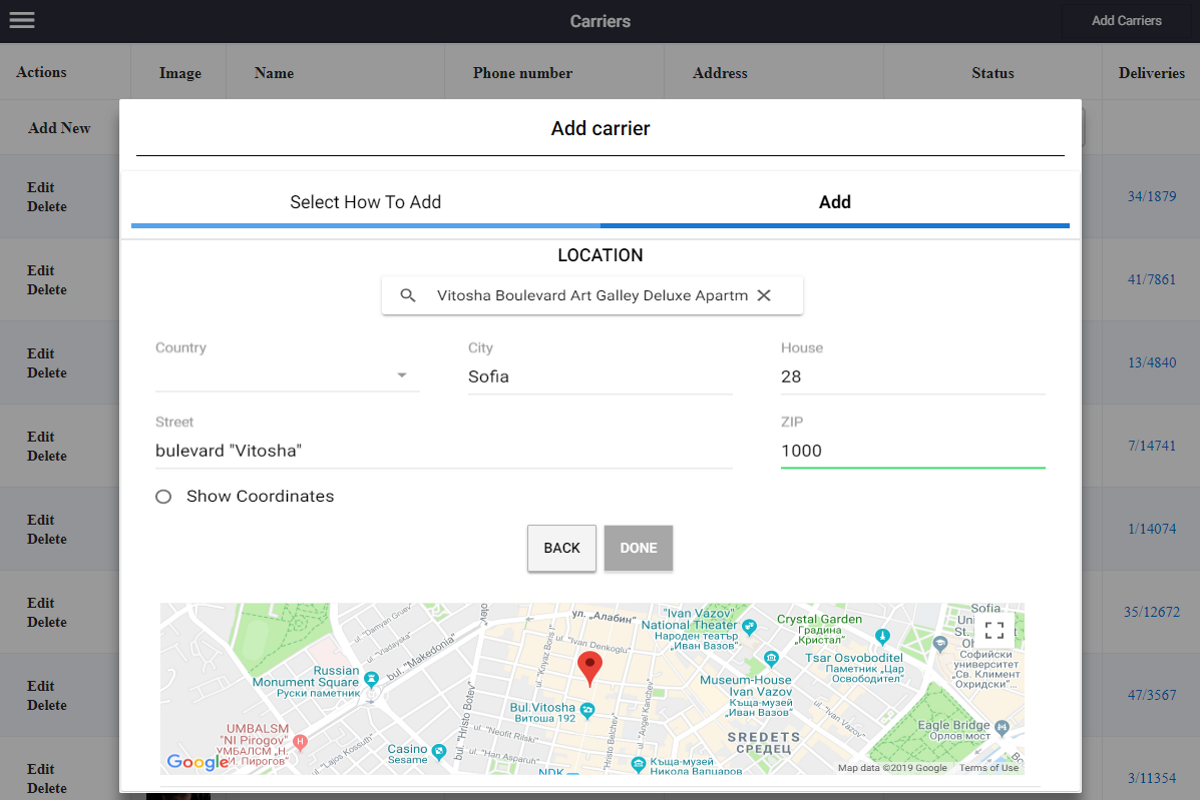 Carriers
Add Carriers
Actions Image Name Phone number Address Status Deliveries
Add New
Add carrier
Edit
Delete
34/1879
Select How To Add Add
LOCATION
Edit
Delete
41/7861
Vitosha Boulevard Art Galley Deluxe Apartm
Edit
Delete
13/4840
Country City House
Sofia 28
Street ZIP
bulevard "Vitosha" 1000
Edit
Delete
7/14741
Show Coordinates
Edit
Delete
1/14074
BACK DONE
Edit
Delete
35/12672
Edit
Delete
47/3567
Edit
Delete
3/11354
ул. „Алабин"
"Ivan Vazov"
National Theater
Народен театър
„Иван Вазов"
Crystal Garden
Градина
„Кристал"
Sofia
Un
St.
Oh
Софийски
университет
„Св. Климент
Охридски"...
Tsar Osvoboditel
Паметник „Цар
Освободител"
ul. "Damyan Gruev"
ul. "Vladayska"
bul. "Makedonia"
ul. "Knyaz Boris I"
ul. "Ivan Denkoglu"
Russian
Monument Square
Руски паметник
Museum-House
Ivan Vazov
Къща-музей
„Иван Вазов"
Bul.Vitosha
Витоша 192
ul. "Angel Kanchev"
ul. "Ivan Vazov"
bul. "Hristo Botev"
ul. "Neofit Rilski"
ul. "Hristo Belchev"
UMBALSM
"NI Pirogov"
УМБАЛСМ „Н.
И. Пирогов"
ul. "Lajos Kossuth"
Casino
Sesame
ul. "Han Asparuh"
SREDETS
СРЕДЕЦ
Eagle Bridge
Орлов мост
NDK
Къща-музей
Никола Вапцаров
Google
Map data ©2019 Google Terms of Use